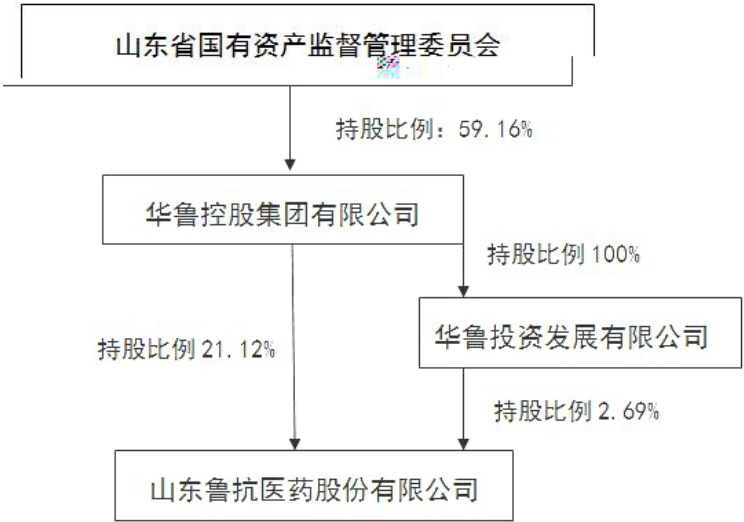 山东省国有资产监督管理委员会
持股比例：59.16%
华鲁控股集团有限公司
持股比例 100%
华鲁投资发展有限公司
持股比例 21.12%
持股比例 2.69%
山东鲁抗医药股份有限公司